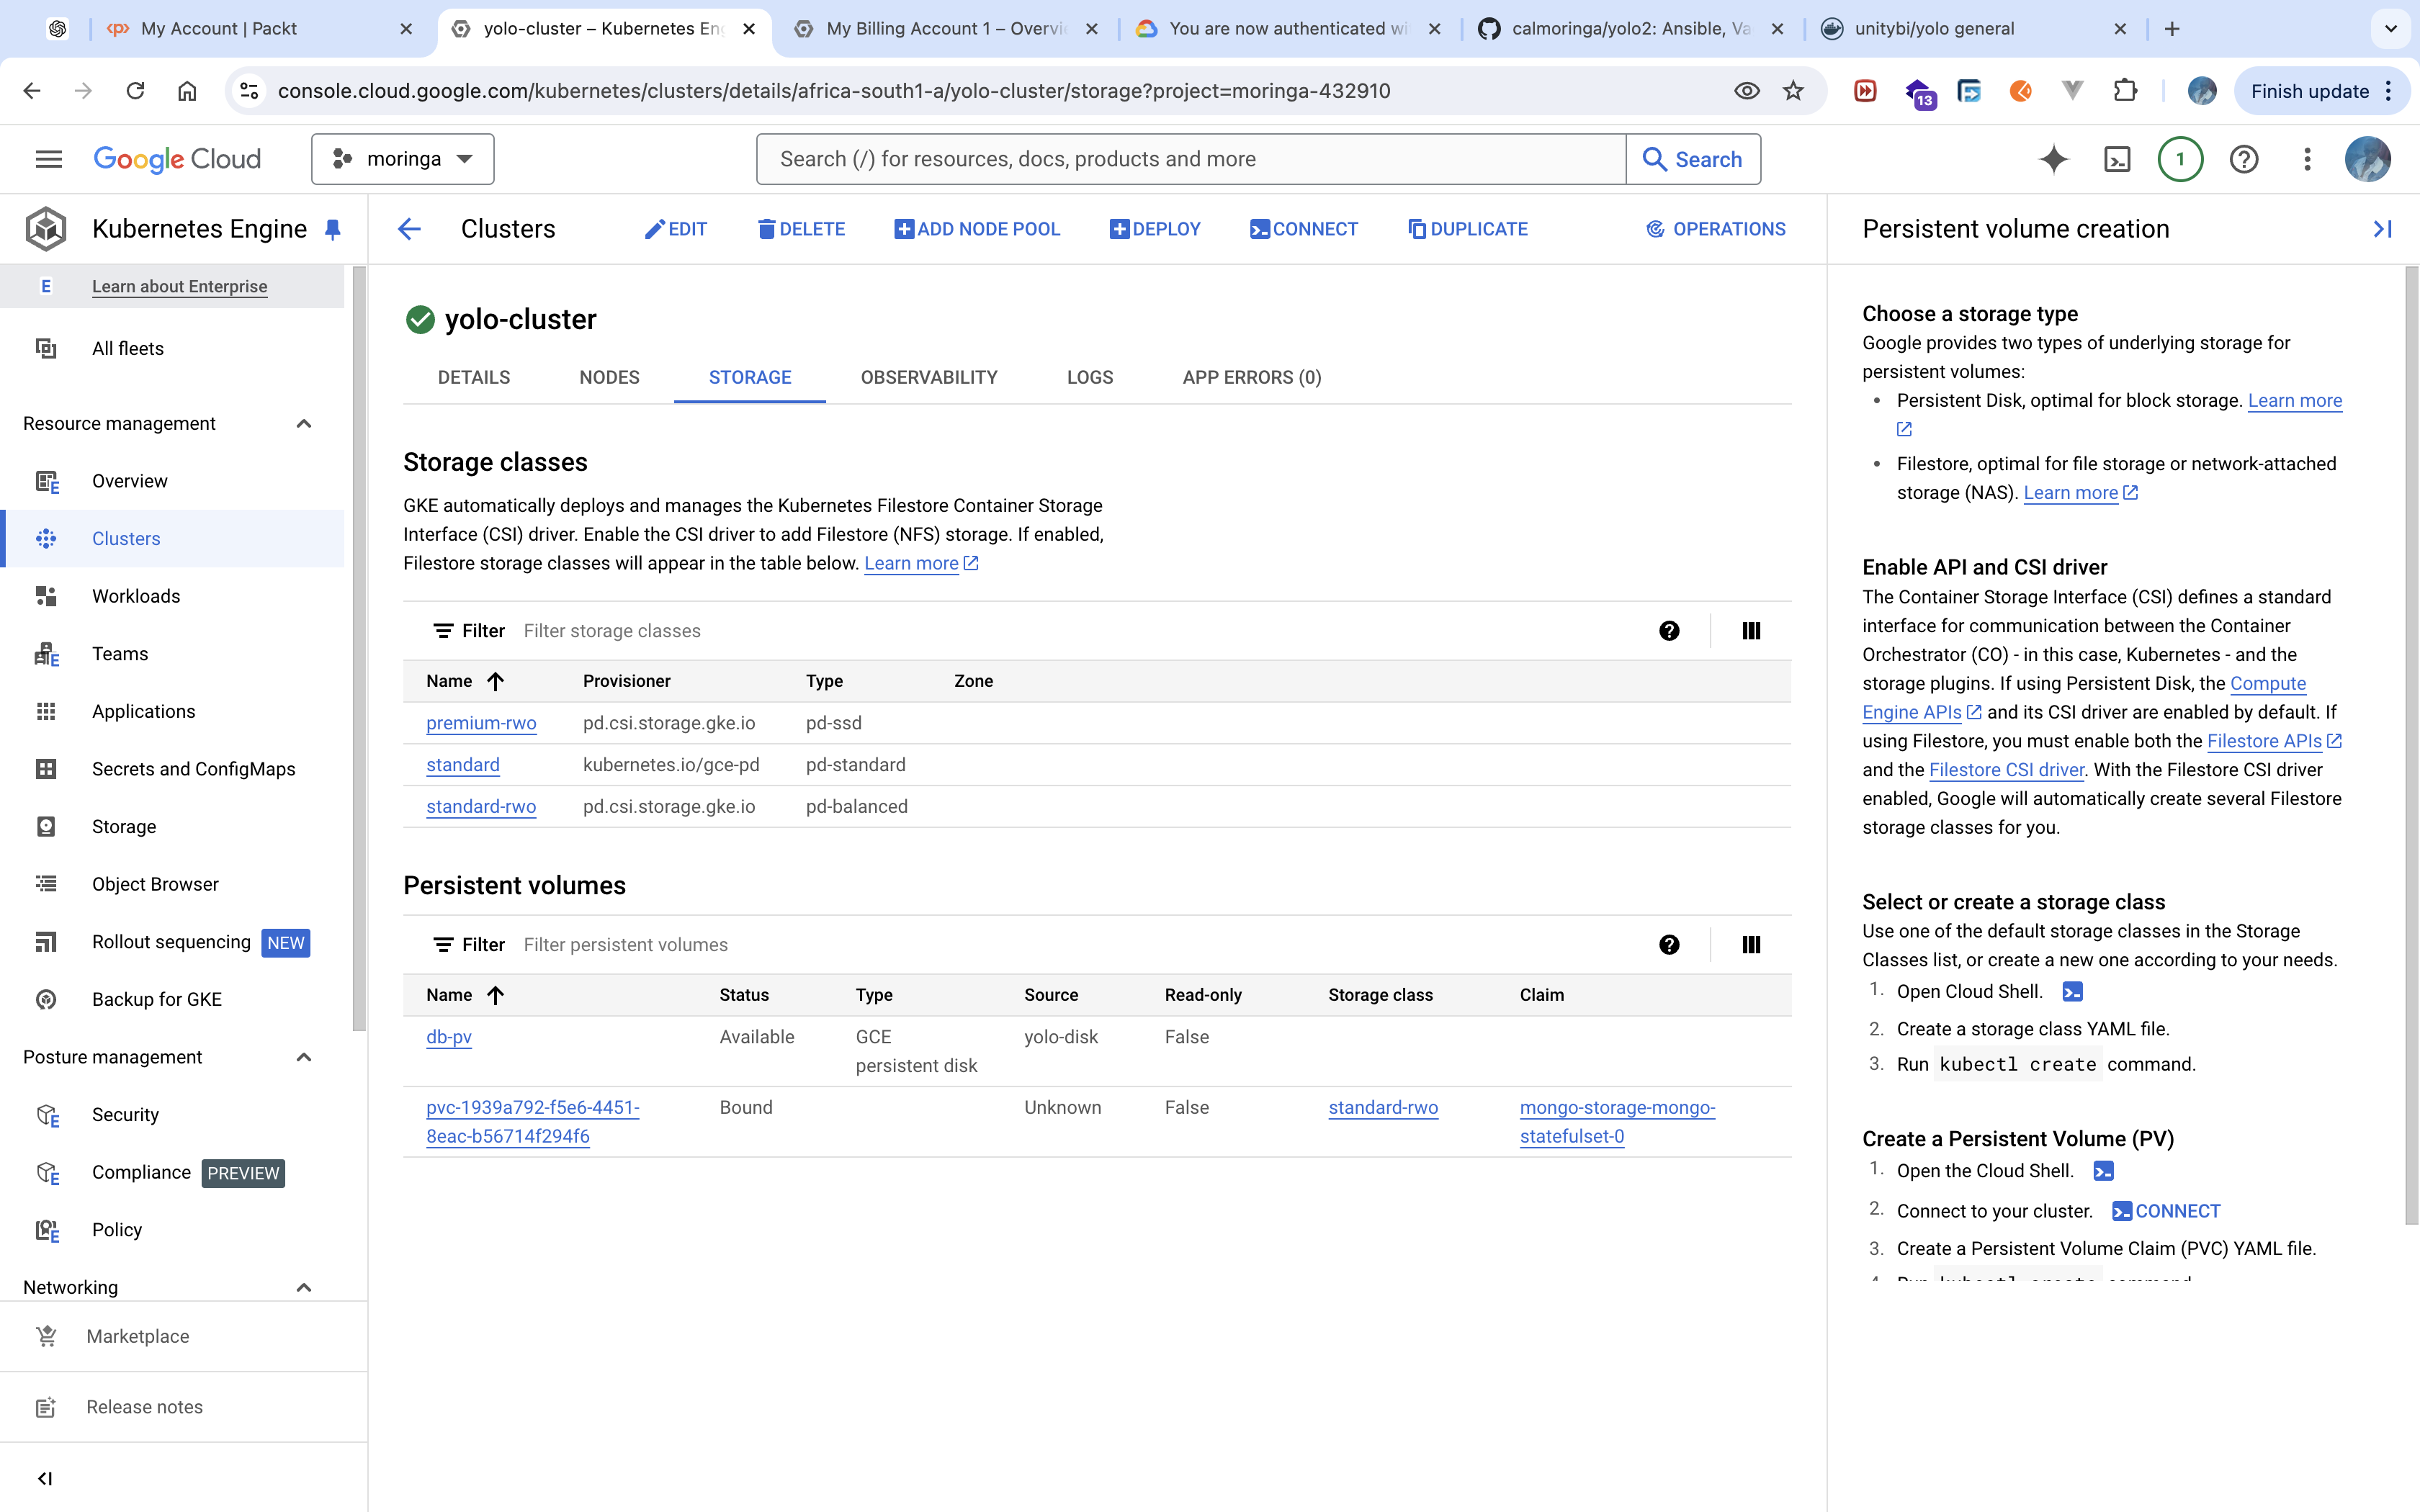 My Account | Packt
yolo-cluster – Kubernetes En
My Billing Account 1 – Overvi
You are now authenticated wi
calmoringa/yolo2: Ansible, Va
unitybi/yolo general
console.cloud.google.com/kubernetes/clusters/details/africa-south1-a/yolo-cluster/storage?project=moringa-432910
13
Finish update
Google Cloud
moringa
Search (/) for resources, docs, products and more
Search
1
Kubernetes Engine
E
Learn about Enterprise
All fleets
Resource management
Overview
Clusters
Workloads
Teams
Applications
Secrets and ConfigMaps
Storage
Object Browser
Rollout sequencing NEW
Backup for GKE
Posture management
Security
Compliance PREVIEW
Policy
Networking
Marketplace
Release notes
Clusters
EDIT
DELETE
ADD NODE POOL
DEPLOY
CONNECT
DUPLICATE
OPERATIONS
yolo-cluster
DETAILS
NODES
STORAGE
OBSERVABILITY
LOGS
APP ERRORS (0)
Storage classes
GKE automatically deploys and manages the Kubernetes Filestore Container Storage
Interface (CSI) driver. Enable the CSI driver to add Filestore (NFS) storage. If enabled,
Filestore storage classes will appear in the table below. Learn more
Filter Filter storage classes
Name Provisioner Type Zone
premium-rwo pd.csi.storage.gke.io pd-ssd
standard kubernetes.io/gce-pd pd-standard
standard-rwo pd.csi.storage.gke.io pd-balanced
Persistent volumes
Filter Filter persistent volumes
Name Status Type Source Read-only Storage class Claim
db-pv Available GCE yolo-disk False
persistent disk
pvc-1939a792-f5e6-4451- Bound Unknown False standard-rwo mongo-storage-mongo-
8eac-b56714f294f6 statefulset-0
Persistent volume creation
Choose a storage type
Google provides two types of underlying storage for
persistent volumes:
• Persistent Disk, optimal for block storage. Learn more
• Filestore, optimal for file storage or network-attached
storage (NAS). Learn more
Enable API and CSI driver
The Container Storage Interface (CSI) defines a standard
interface for communication between the Container
Orchestrator (CO) - in this case, Kubernetes - and the
storage plugins. If using Persistent Disk, the Compute
Engine APIs and its CSI driver are enabled by default. If
using Filestore, you must enable both the Filestore APIs
and the Filestore CSI driver. With the Filestore CSI driver
enabled, Google will automatically create several Filestore
storage classes for you.
Select or create a storage class
Use one of the default storage classes in the Storage
Classes list, or create a new one according to your needs.
1. Open Cloud Shell.
2. Create a storage class YAML file.
3. Run kubectl create command.
Create a Persistent Volume (PV)
1. Open the Cloud Shell.
2. Connect to your cluster. CONNECT
3. Create a Persistent Volume Claim (PVC) YAML file.
4. Run kubectl create command